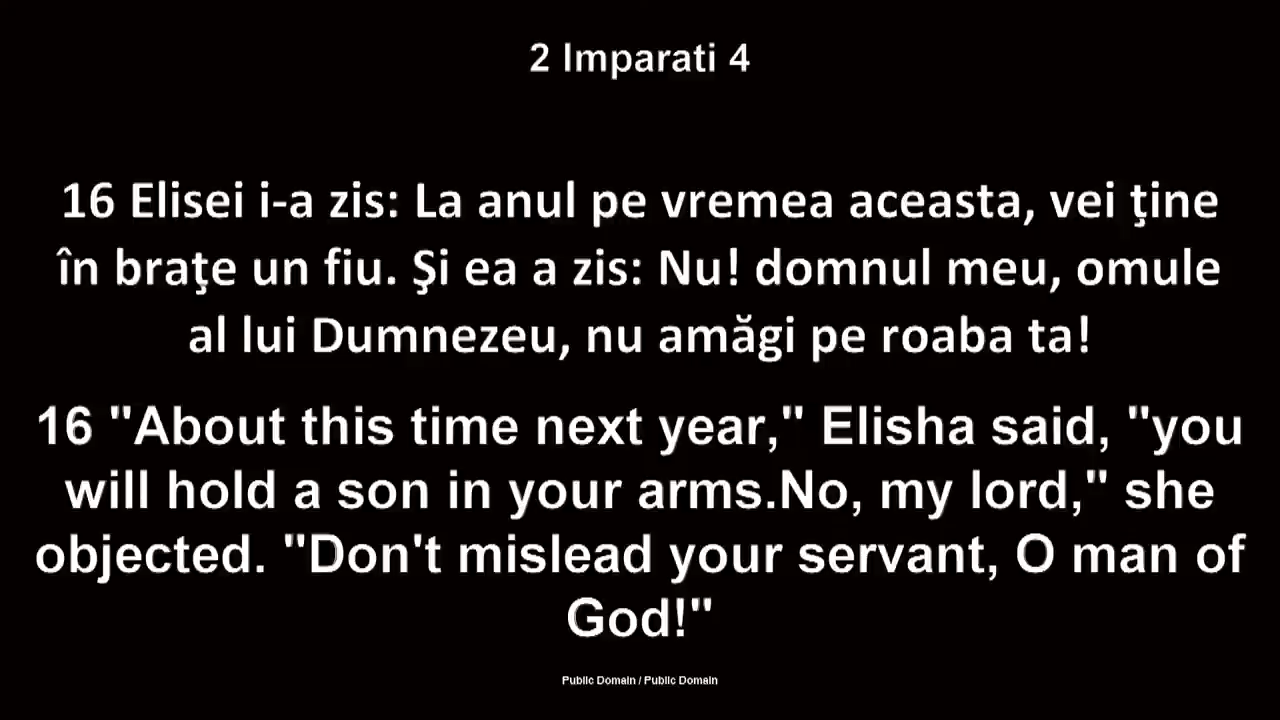 2 Imparati 4
16 Elisei i-a zis: La anul pe vremea aceasta, vei ţine
în braţe un fiu. Şi ea a zis: Nu! domnul meu, omule
al lui Dumnezeu, nu amăgi pe roaba ta!
16 "About this time next year," Elisha said, "you
will hold a son in your arms.No, my lord," she
objected. "Don't mislead your servant, O man of
God!"
Public Domain / Public Domain